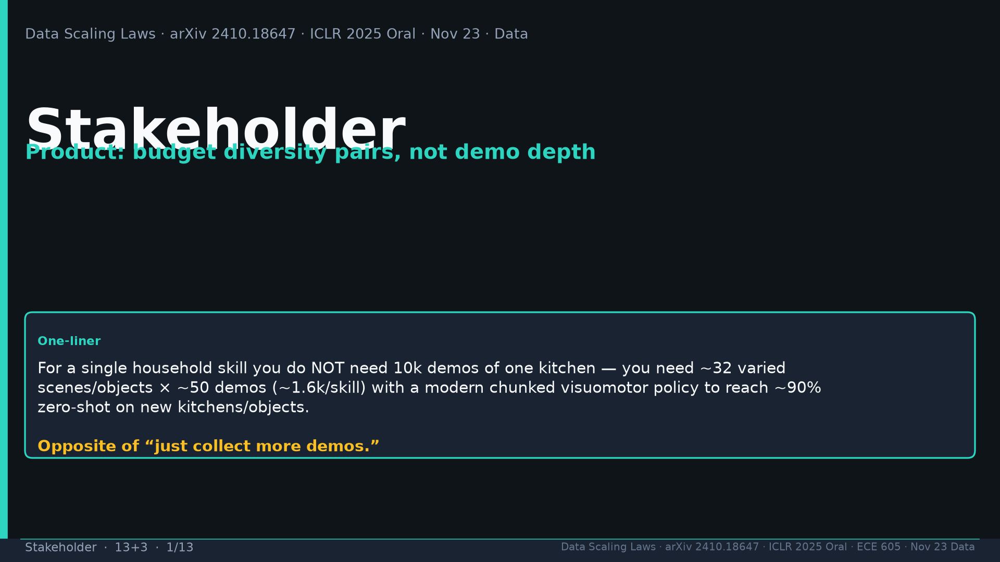 Data Scaling Laws · arXiv 2410.18647 · ICLR 2025 Oral · Nov 23 · Data
Stakeholder
Product: budget diversity pairs, not demo depth
One-liner
For a single household skill you do NOT need 10k demos of one kitchen — you need ~32 varied
scenes/objects × ~50 demos (~1.6k/skill) with a modern chunked visuomotor policy to reach ~90%
zero-shot on new kitchens/objects.
Opposite of “just collect more demos.”
Stakeholder · 13+3 · 1/13
Data Scaling Laws · arXiv 2410.18647 · ICLR 2025 Oral · ECE 605 · Nov 23 Data